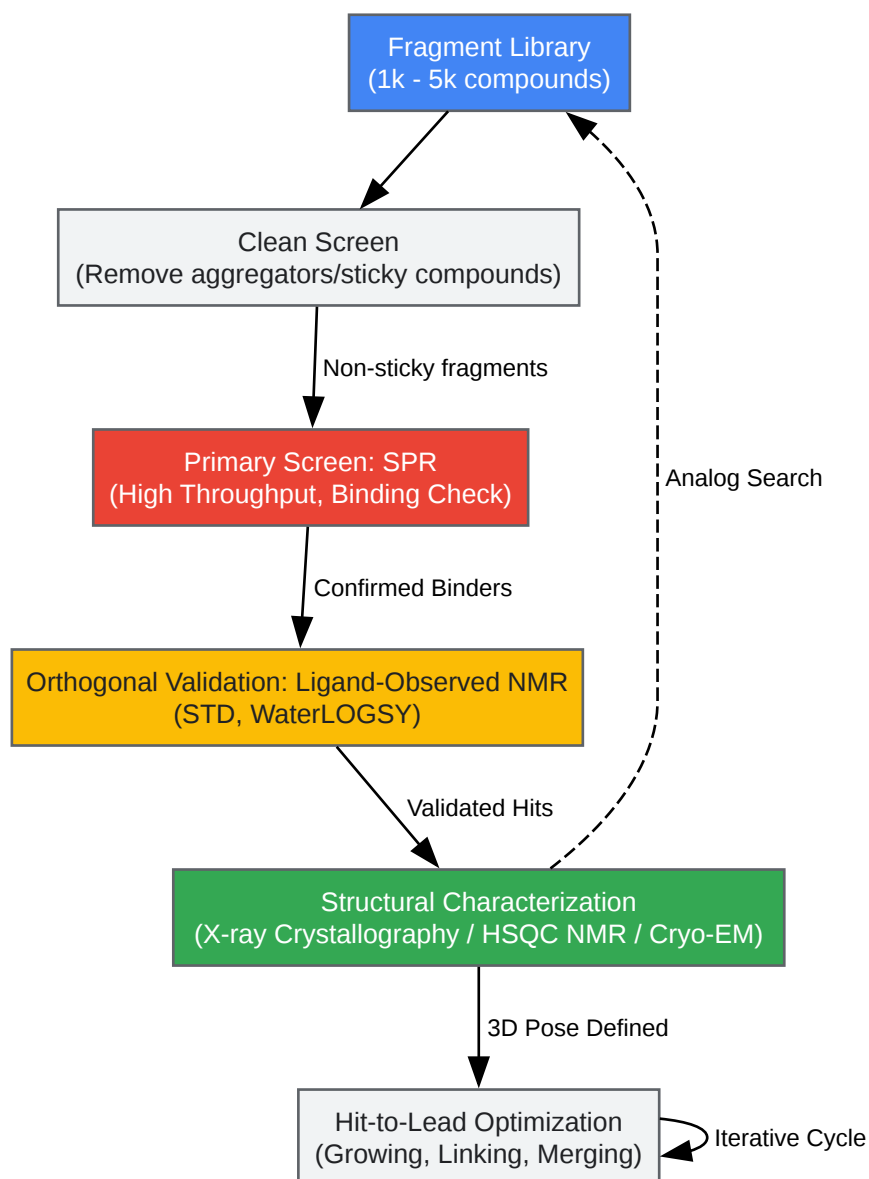 Fragment Library
(1k - 5k compounds)
Clean Screen
(Remove aggregators/sticky compounds)
Non-sticky fragments
Primary Screen: SPR
(High Throughput, Binding Check)
Analog Search
Confirmed Binders
Orthogonal Validation: Ligand-Observed NMR
(STD, WaterLOGSY)
Validated Hits
Structural Characterization
(X-ray Crystallography / HSQC NMR / Cryo-EM)
3D Pose Defined
Hit-to-Lead Optimization
(Growing, Linking, Merging)
Iterative Cycle